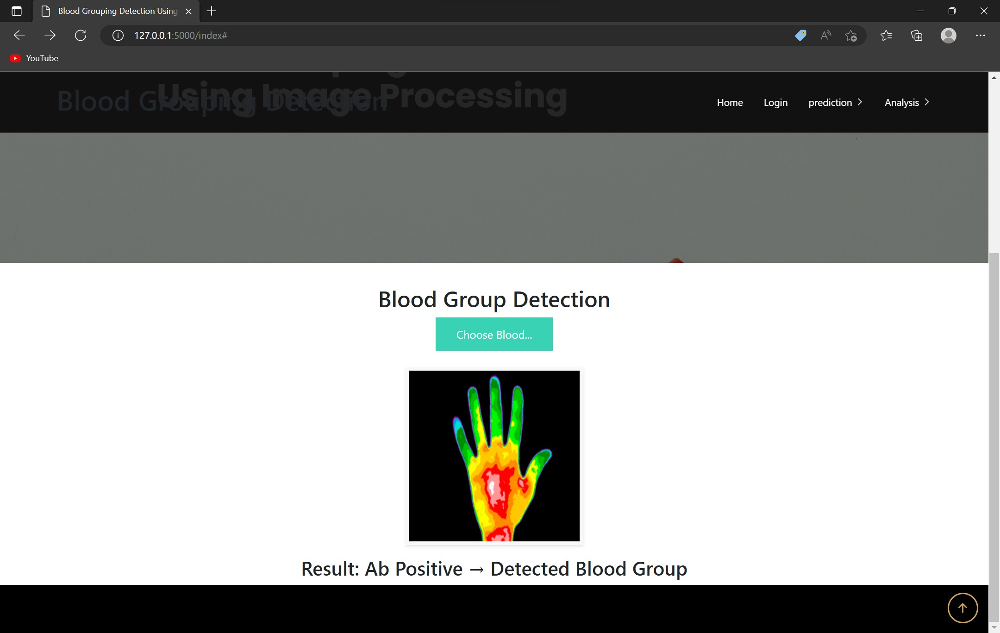 Blood Grouping Detection Using
127.0.0.1:5000/index#
YouTube
Using Image Processing
Blood Grouping Detection
Home
Login
prediction
Analysis
Blood Group Detection
Choose Blood...
Result: Ab Positive → Detected Blood Group